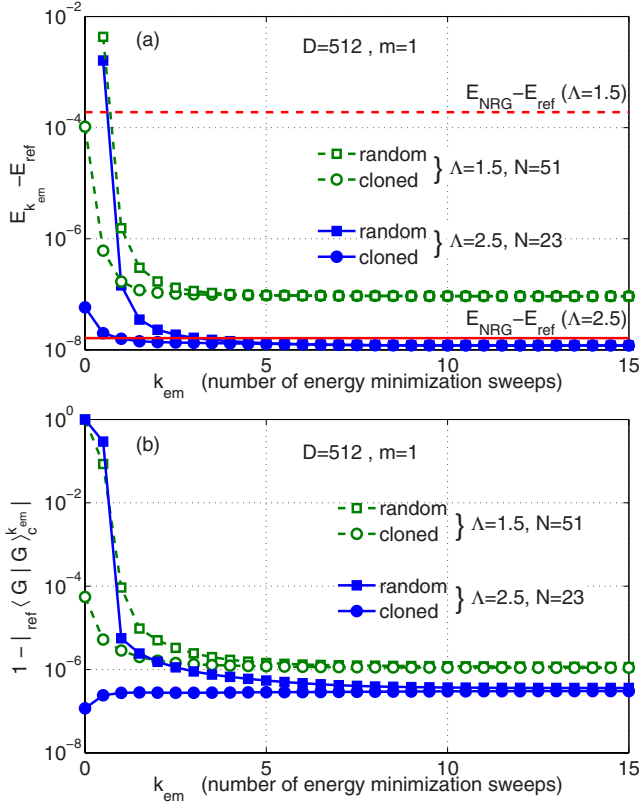 (a)
D=512 , m=1
E_NRG−E_ref (Λ=1.5)
random
cloned
} Λ=1.5, N=51
random
cloned
} Λ=2.5, N=23
E_NRG−E_ref (Λ=2.5)
E_k_em −E_ref
10^−2
10^−4
10^−6
10^−8
0 5 10 15
k_em (number of energy minimization sweeps)
(b)
D=512 , m=1
random
cloned
} Λ=1.5, N=51
random
cloned
} Λ=2.5, N=23
1 − |_ref ⟨ G | G ⟩_c^k_em |
10^0
10^−2
10^−4
10^−6
10^−8
0 5 10 15
k_em (number of energy minimization sweeps)